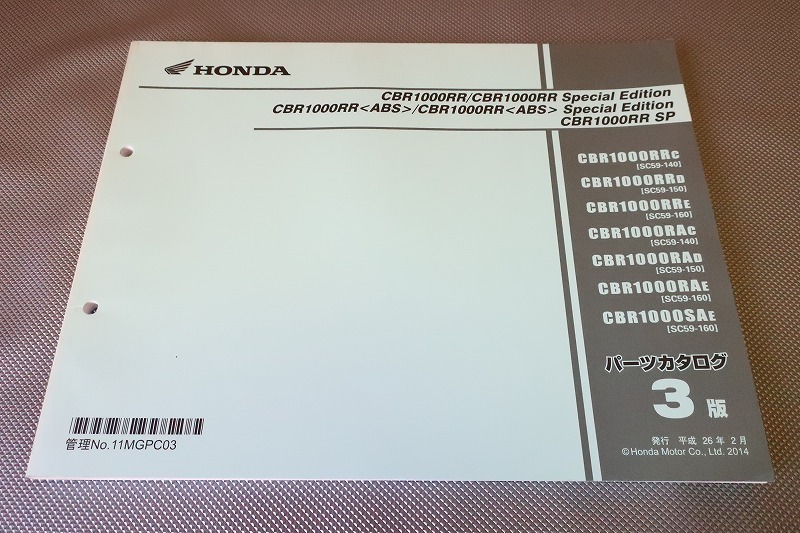 HONDA
CBR1000RR/CBR1000RR Special Edition
CBR1000RR<ABS>/CBR1000RR<ABS> Special Edition
CBR1000RR SP
CBR1000RRC
[SC59-140]
CBR1000RRD
[SC59-150]
CBR1000RRE
[SC59-160]
CBR1000RAC
[SC59-140]
CBR1000RAD
[SC59-150]
CBR1000RAE
[SC59-160]
CBR1000SAE
[SC59-160]
パーツカタログ
3版
発行 平成 26 年 2 月
©Honda Motor Co., Ltd. 2014
管理No.11MGPC03